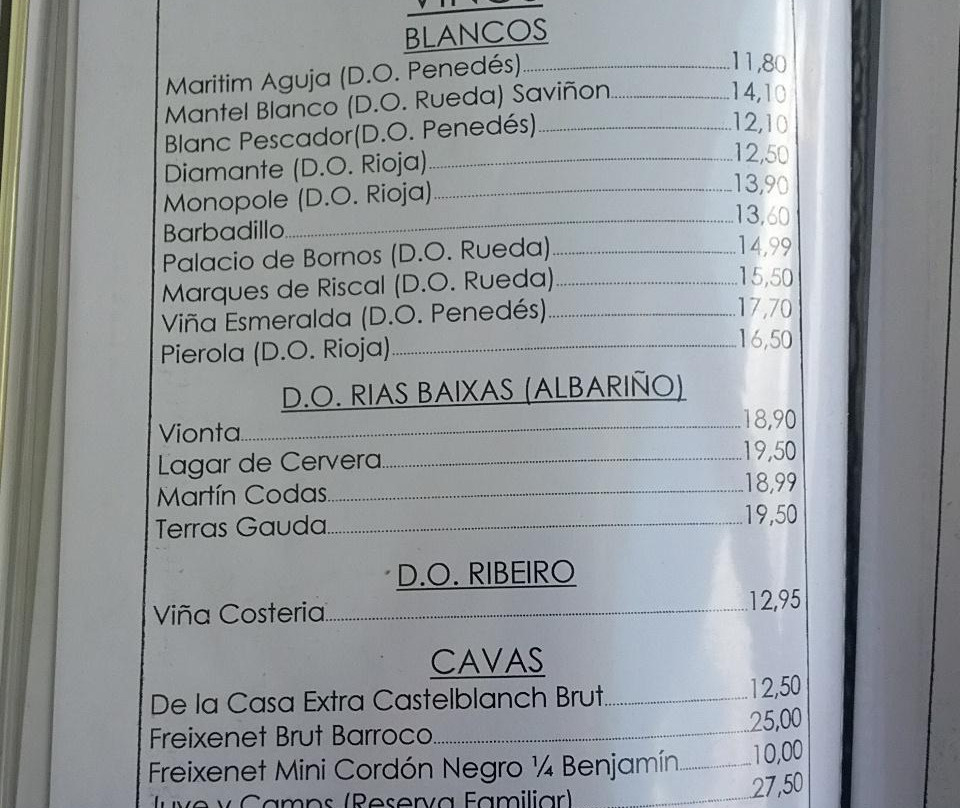 VINOS
BLANCOS
Maritim Aguja (D.O. Penedés)........11,80
Mantel Blanco (D.O. Rueda) Saviñon........14,10
Blanc Pescador(D.O. Penedés)........12,10
Diamante (D.O. Rioja)........12,50
Monopole (D.O. Rioja)........13,90
Barbadillo........13,60
Palacio de Bornos (D.O. Rueda)........14,99
Marques de Riscal (D.O. Rueda)........15,50
Viña Esmeralda (D.O. Penedés)........17,70
Pierola (D.O. Rioja)........16,50
D.O. RIAS BAIXAS (ALBARIÑO)
Vionta........18,90
Lagar de Cervera........19,50
Martín Codas........18,99
Terras Gauda........19,50
D.O. RIBEIRO
Viña Costeria........12,95
CAVAS
De la Casa Extra Castelblanch Brut........12,50
Freixenet Brut Barroco........25,00
Freixenet Mini Cordón Negro ¼ Benjamín........10,00
Juve y Camps (Reserva Familiar)........27,50